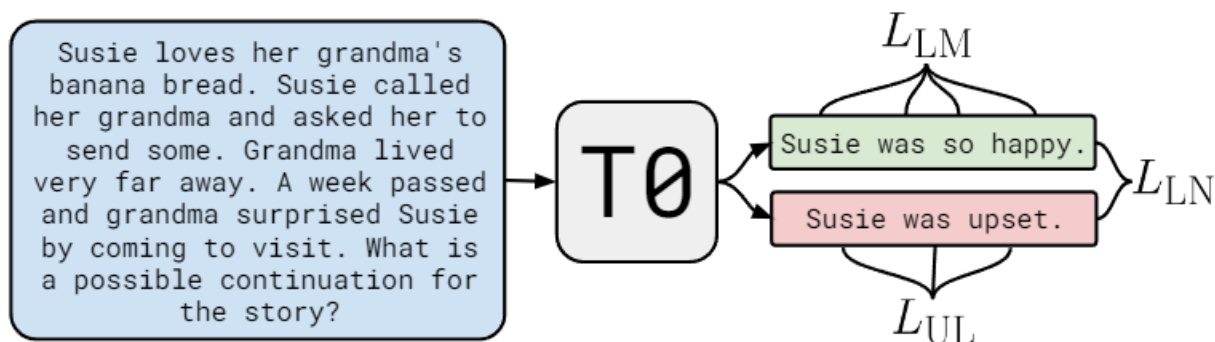 Susie loves her grandma's
banana bread. Susie called
her grandma and asked her to
send some. Grandma lived
very far away. A week passed
and grandma surprised Susie
by coming to visit. What is
a possible continuation for
the story?
T0
L_LM
Susie was so happy.
Susie was upset.
L_UL
L_LN